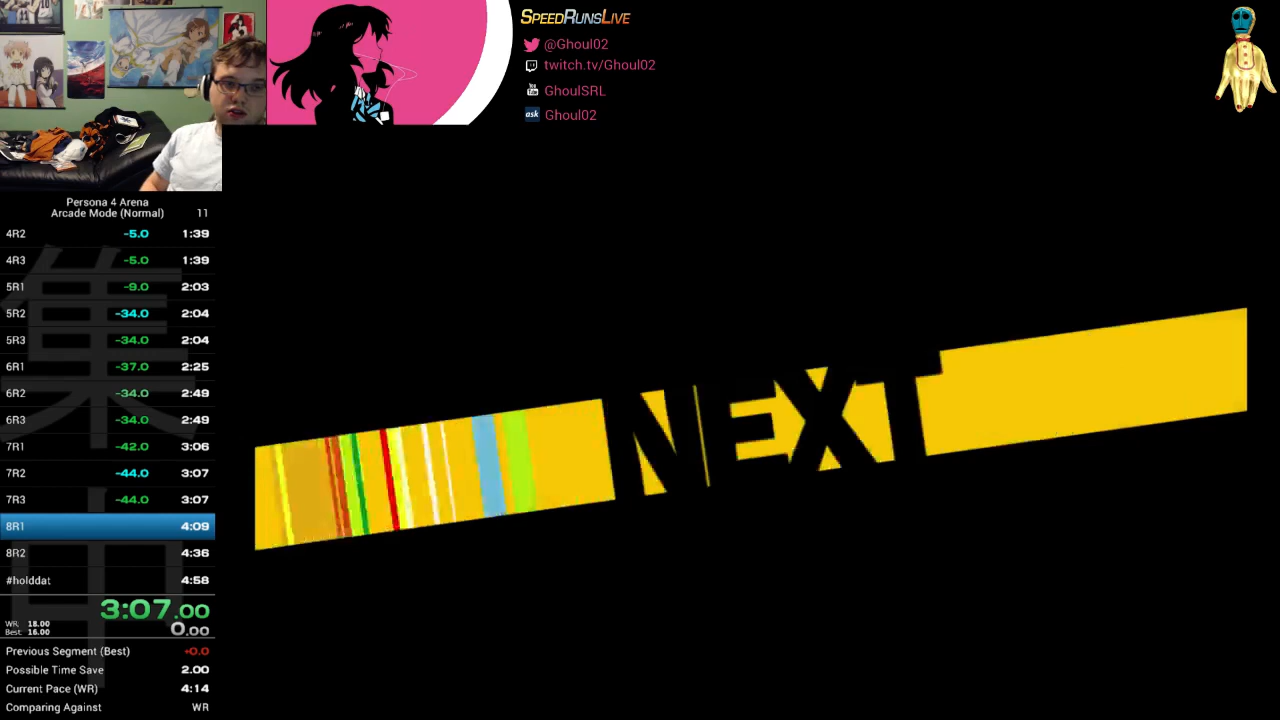 SPEEDRUNSLIVE
@Ghoul02
twitch.tv/Ghoul02
You Tube GhoulSRL
ask Ghoul02
Persona 4 Arena
Arcade Mode (Normal) 11
4R2 -5.0 1:39
4R3 -5.0 1:39
5R1 -9.0 2:03
5R2 -34.0 2:04
5R3 -34.0 2:04
6R1 -37.0 2:25
6R2 -34.0 2:49
6R3 -34.0 2:49
7R1 -42.0 3:06
7R2 -44.0 3:07
7R3 -44.0 3:07
8R1 4:09
8R2 4:36
#holddat 4:58
3:07.00
WR: 18.00
Best: 16.00
0.00
Previous Segment (Best) +0.0
Possible Time Save 2.00
Current Pace (WR) 4:14
Comparing Against WR
集中
NEXT